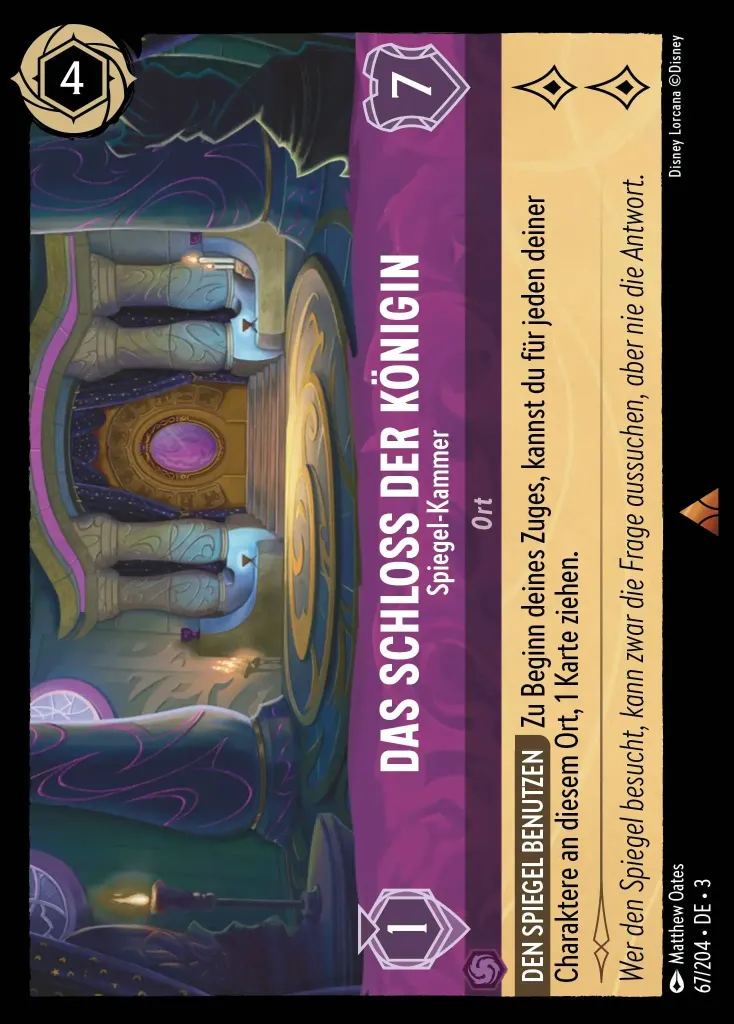 4
DAS SCHLOSS DER KÖNIGIN
Spiegel-Kammer
1
7
Ort
DEN SPIEGEL BENUTZEN Zu Beginn deines Zuges, kannst du für jeden deiner
Charaktere an diesem Ort, 1 Karte ziehen.
Wer den Spiegel besucht, kann zwar die Frage aussuchen, aber nie die Antwort.
Matthew Oates
67/204 • DE • 3
Disney Lorcana ©Disney